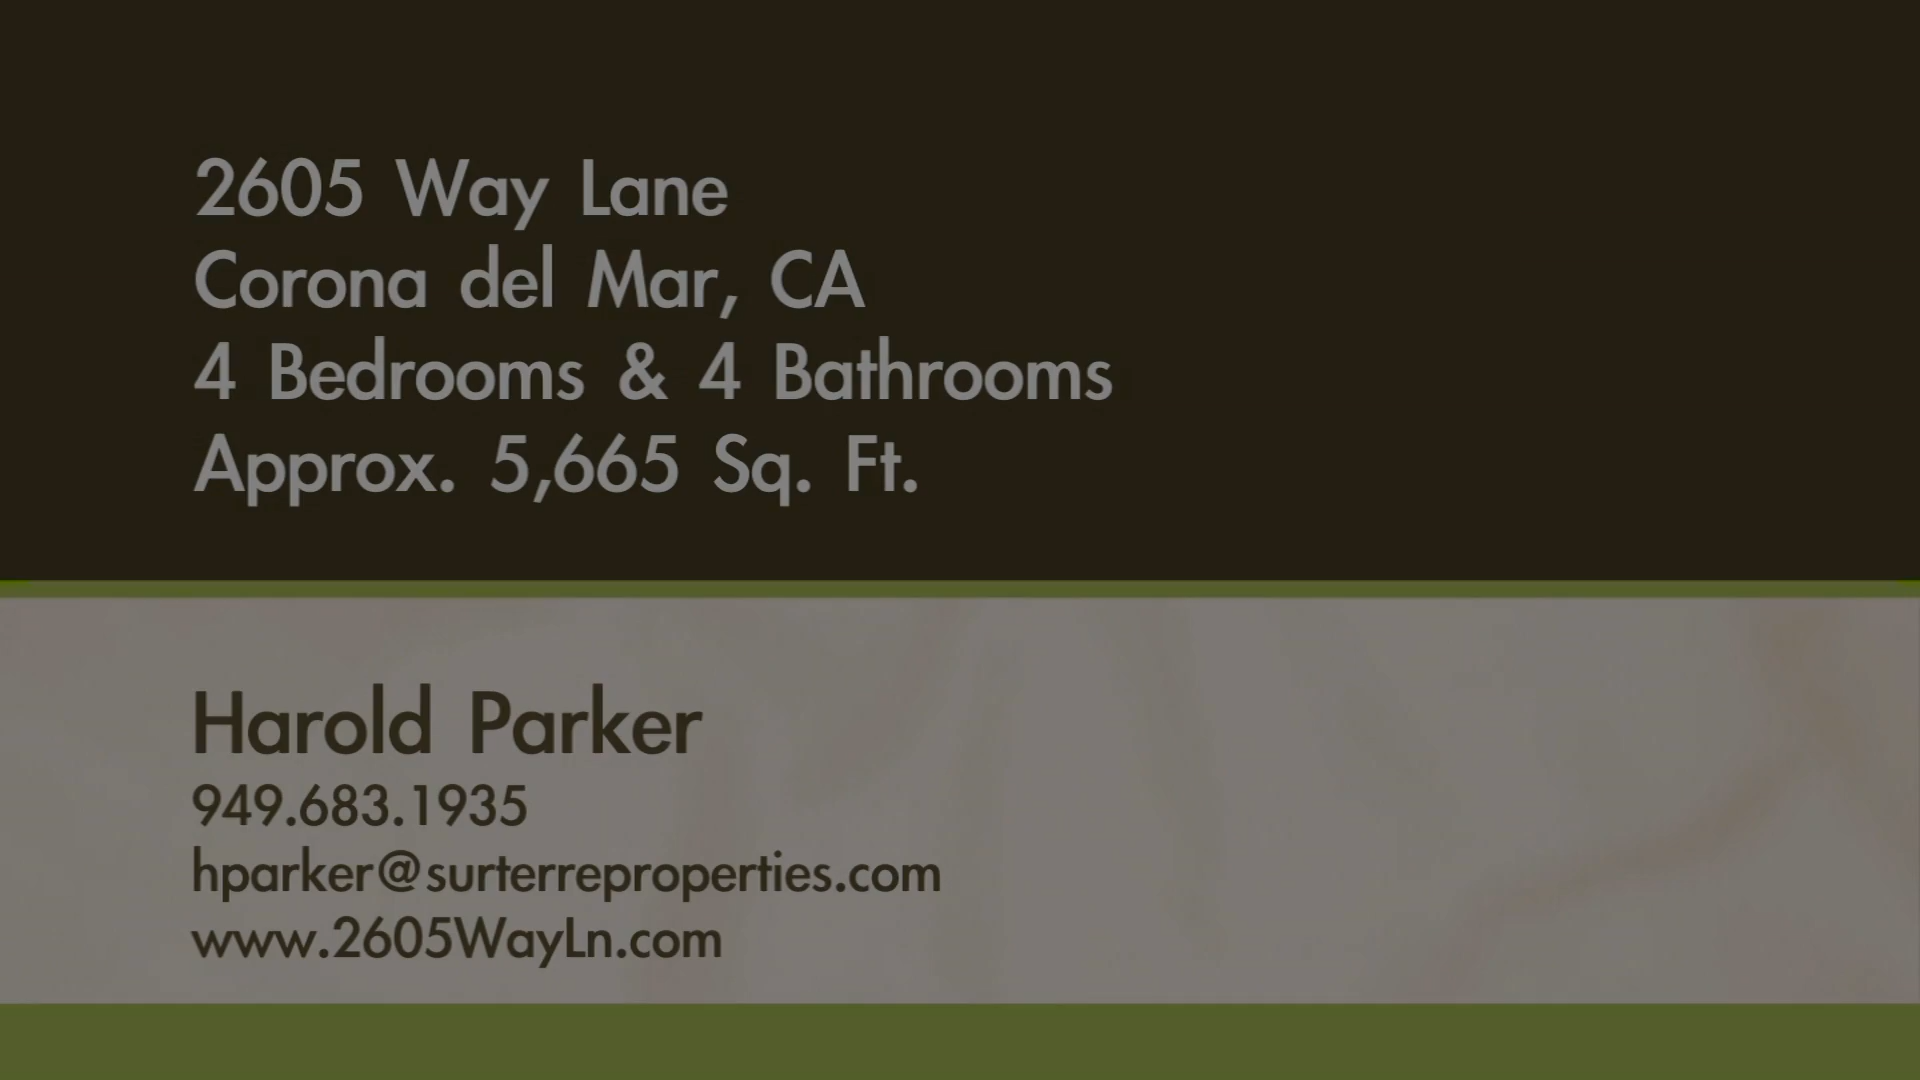 2605 Way Lane
Corona del Mar, CA
4 Bedrooms & 4 Bathrooms
Approx. 5,665 Sq. Ft.
Harold Parker
949.683.1935
hparker@surterreproperties.com
www.2605WayLn.com